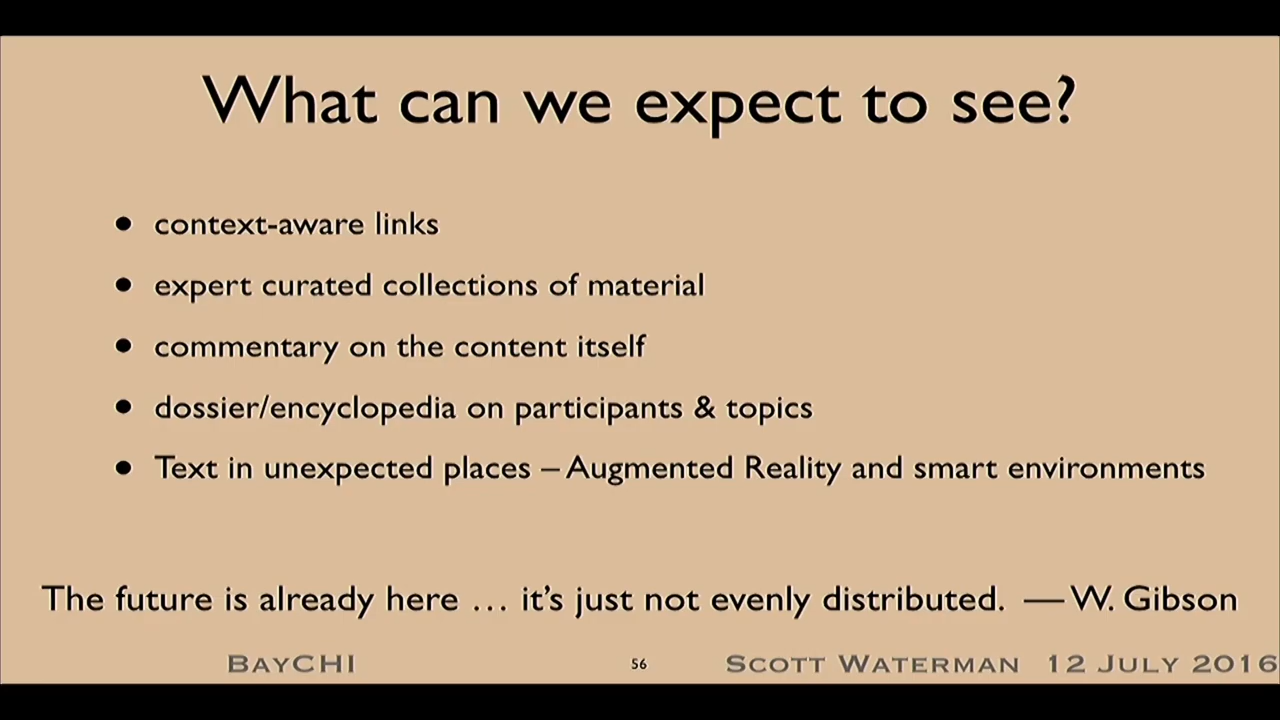 What can we expect to see?
• context-aware links
• expert curated collections of material
• commentary on the content itself
• dossier/encyclopedia on participants & topics
• Text in unexpected places – Augmented Reality and smart environments
The future is already here … it’s just not evenly distributed. — W. Gibson
BAYCHI 56 SCOTT WATERMAN 12 JULY 2016